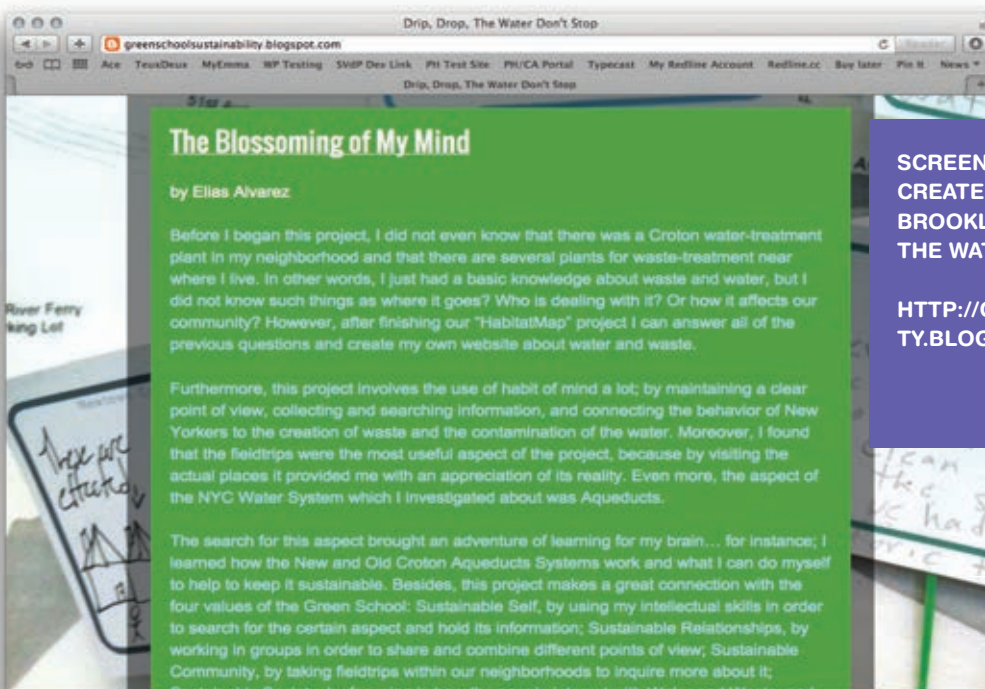 Drip, Drop, The Water Don't Stop
greenschoolsustainability.blogspot.com
Reader
Ace TeuxDeux MyEmma WP Testing SVdP Dev Link PH Test Site PH/CA Portal Typecast My Redline Account Redline.cc Buy later Pin It News
Drip, Drop, The Water Don't Stop
51st
The Blossoming of My Mind
by Elias Alvarez
Before I began this project, I did not even know that there was a Croton water-treatment
plant in my neighborhood and that there are several plants for waste-treatment near
where I live. In other words, I just had a basic knowledge about waste and water, but I
did not know such things as where it goes? Who is dealing with it? Or how it affects our
community? However, after finishing our "HabitatMap" project I can answer all of the
previous questions and create my own website about water and waste.
Furthermore, this project involves the use of habit of mind a lot; by maintaining a clear
point of view, collecting and searching information, and connecting the behavior of New
Yorkers to the creation of waste and the contamination of the water. Moreover, I found
that the fieldtrips were the most useful aspect of the project, because by visiting the
actual places it provided me with an appreciation of its reality. Even more, the aspect of
the NYC Water System which I investigated about was Aqueducts.
The search for this aspect brought an adventure of learning for my brain... for instance; I
learned how the New and Old Croton Aqueducts Systems work and what I can do myself
to help to keep it sustainable. Besides, this project makes a great connection with the
four values of the Green School: Sustainable Self, by using my intellectual skills in order
to search for the certain aspect and hold its information; Sustainable Relationships, by
working in groups in order to share and combine different points of view; Sustainable
Community, by taking fieldtrips within our neighborhoods to inquire more about it;
River Ferry
king Lot
These are
clean
the
had
SCREEN
CREATE
BROOKL
THE WAT
HTTP://G
TY.BLOG